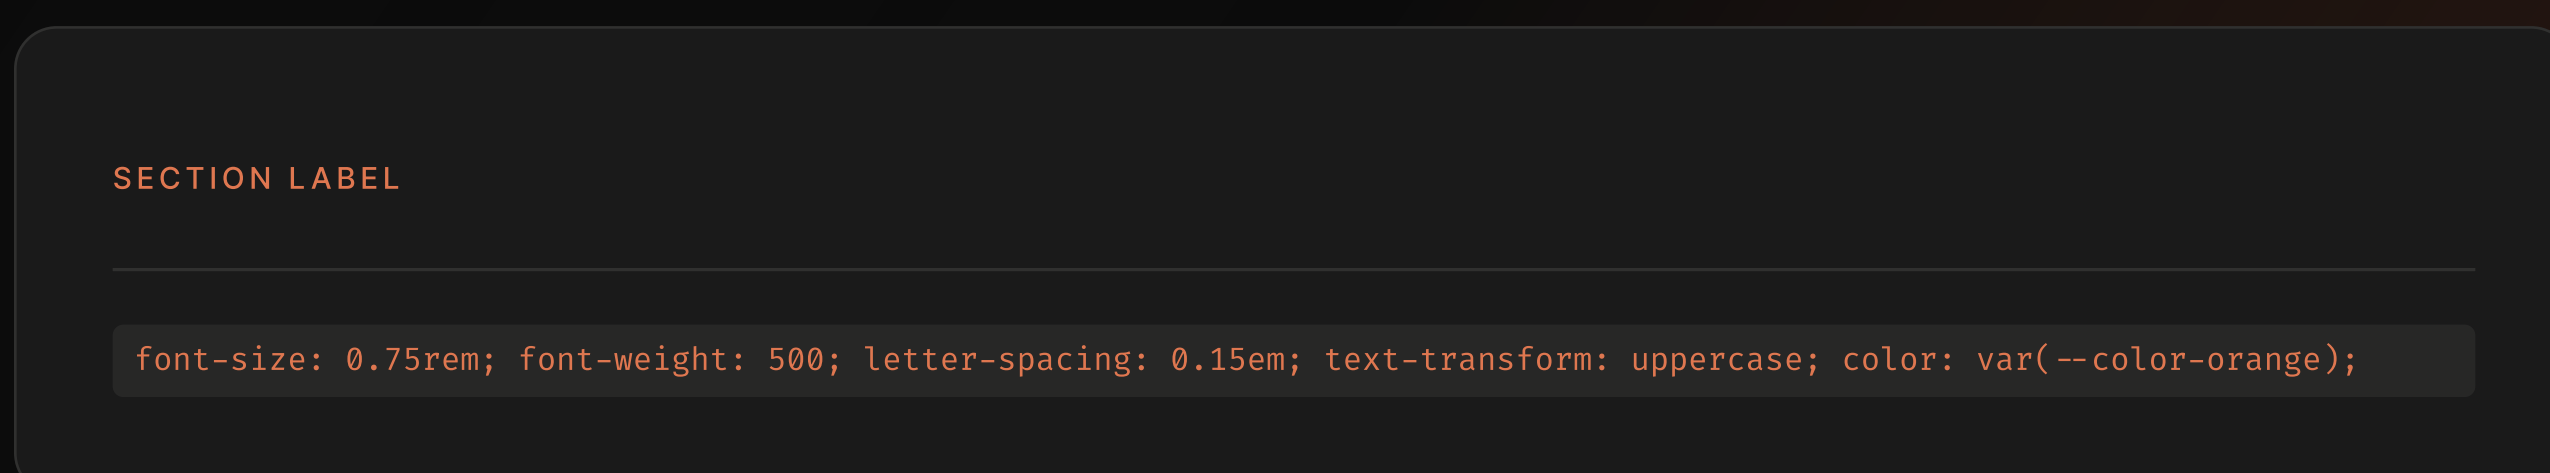 SECTION LABEL
font-size: 0.75rem; font-weight: 500; letter-spacing: 0.15em; text-transform: uppercase; color: var(--color-orange);